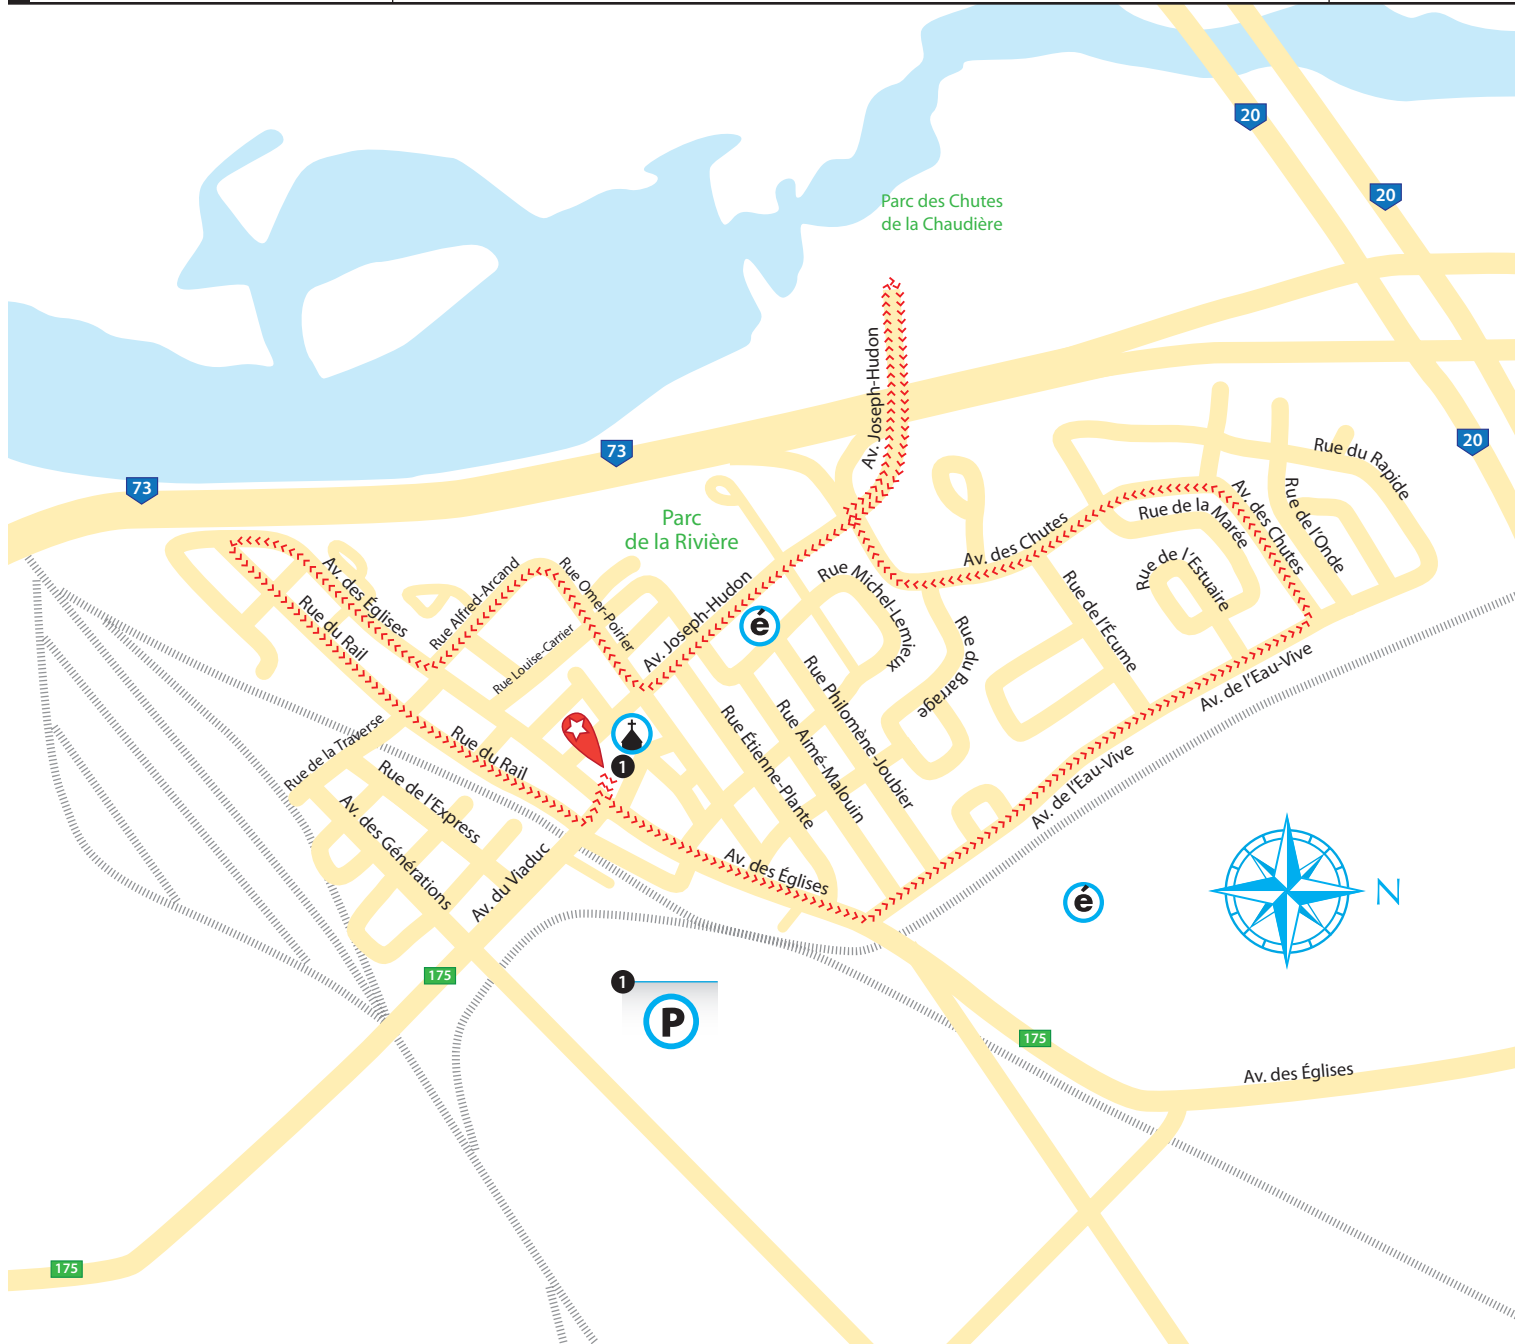 20
20
Parc des Chutes
de la Chaudière
Av. Joseph-Hudon
20
73
73
Rue du Rapide
Av. des Chutes
Rue de l'Onde
Rue de la Marée
Parc
de la Rivière
Av. des Chutes
Av. des Églises
Rue Alfred-Arcand
Rue Omer-Poirier
Rue Michel-Lemieux
Rue de l'Estuaire
Rue de l'Écume
Av. Joseph-Hudon
é
Rue du Rail
Rue Louise-Carrier
Rue du Barrage
Rue Philomène-Joubier
Av. de l'Eau-Vive
Rue Aimé-Malouin
Rue Étienne-Plante
Rue de la Traverse
Rue du Rail
1
Rue de l'Express
Av. de l'Eau-Vive
Av. des Générations
Av. du Viaduc
Av. des Églises
é
N
175
1
P
175
Av. des Églises
175